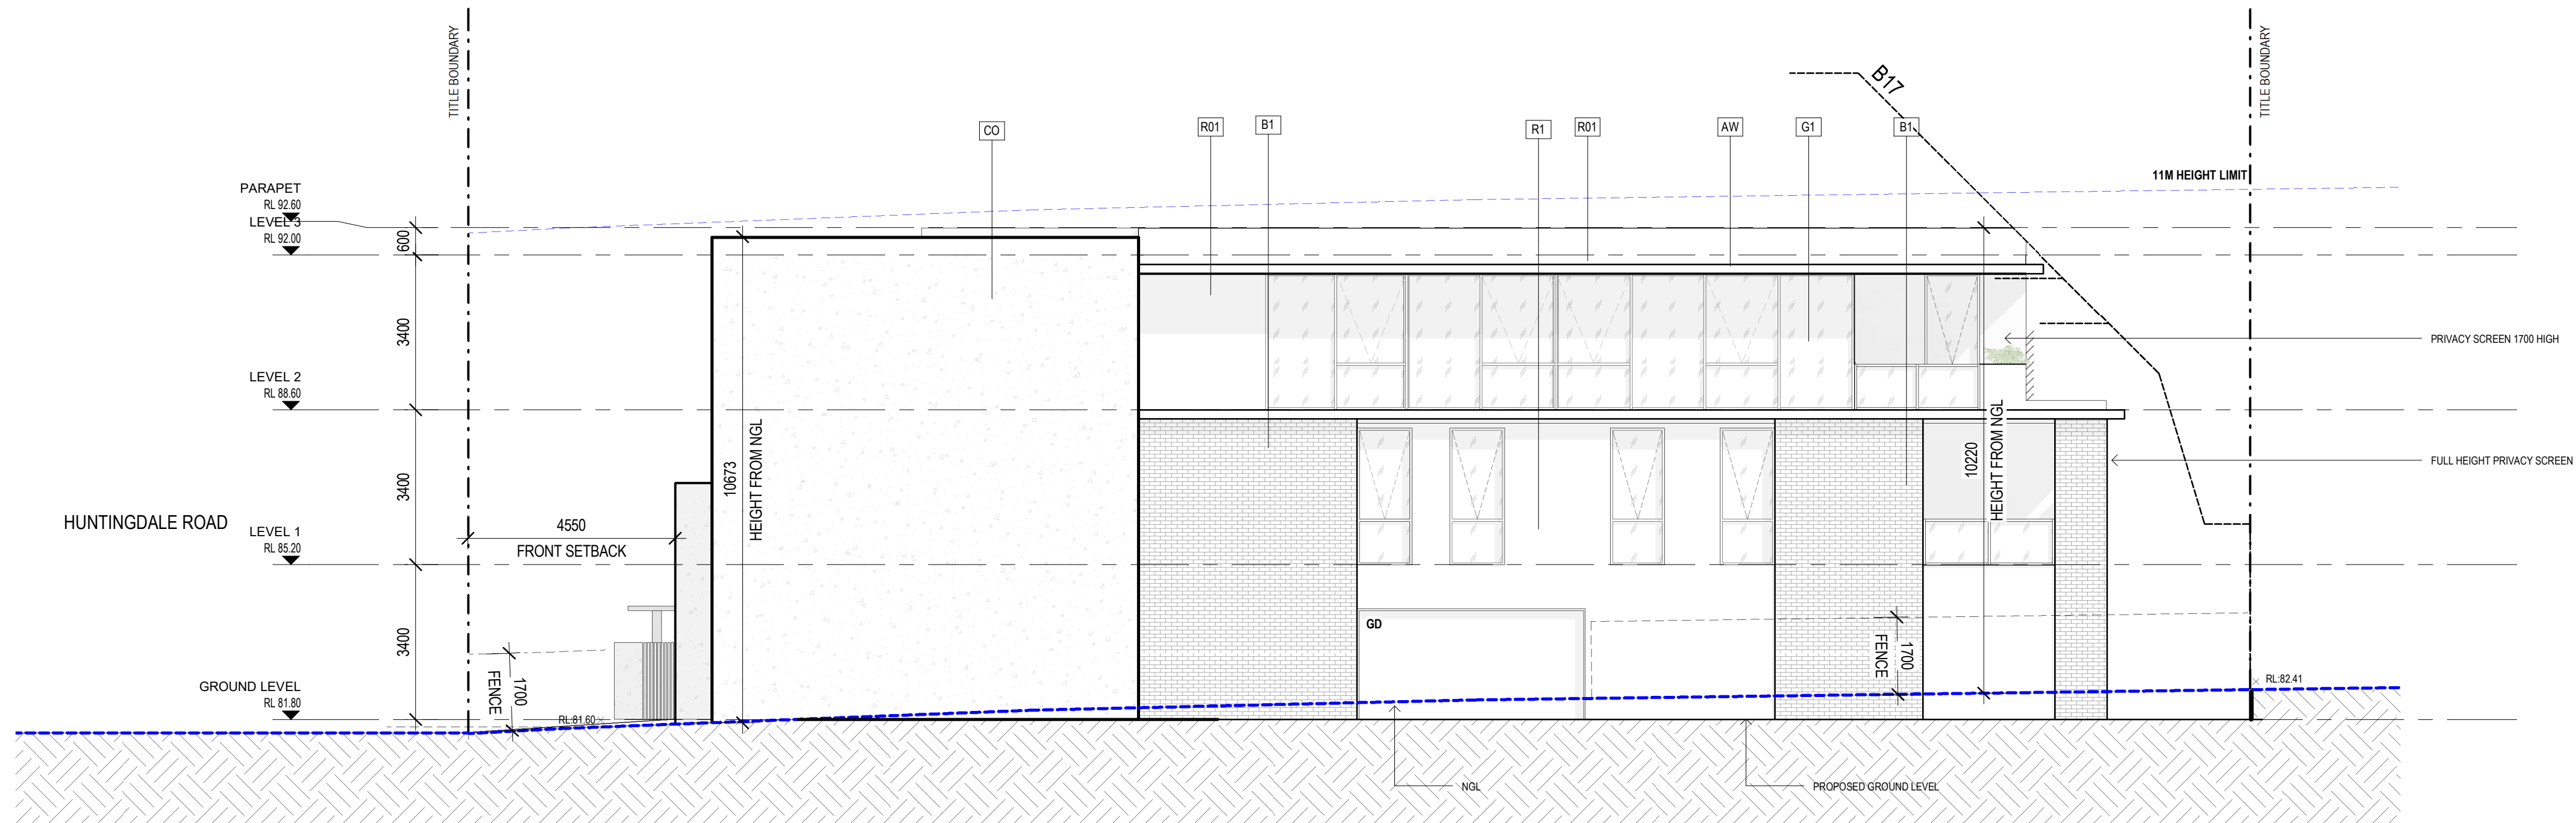 TITLE BOUNDARY
TITLE BOUNDARY
B17
CO
R01
B1
R1
R01
AW
G1
B1
11M HEIGHT LIMIT
PARAPET
RL 92.60
LEVEL 3
RL 92.00
600
3400
PRIVACY SCREEN 1700 HIGH
LEVEL 2
RL 88.60
3400
10673
HEIGHT FROM NGL
10220
HEIGHT FROM NGL
FULL HEIGHT PRIVACY SCREEN
HUNTINGDALE ROAD
4550
FRONT SETBACK
LEVEL 1
RL 85.20
3400
GD
1700
FENCE
1700
FENCE
GROUND LEVEL
RL 81.80
RL:81.60
RL:82.41
NGL
PROPOSED GROUND LEVEL